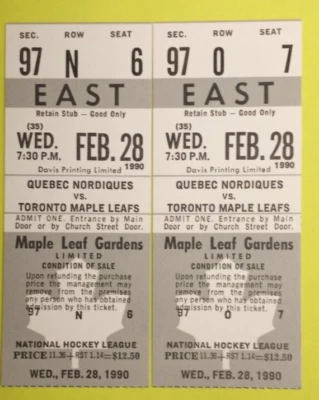 SEC. ROW SEAT
97 N 6
EAST
Retain Stub — Good Only
(35)
WED. FEB. 28
7:30 P.M. 1990
Davis Printing Limited
QUEBEC NORDIQUES
VS.
TORONTO MAPLE LEAFS
ADMIT ONE. Entrance by Main
Door or by Church Street Door.
Maple Leaf Gardens
LIMITED
CONDITION OF SALE
Upon refunding the purchase
price the management may
remove from the premises
any person who has obtained
admission by this ticket.
97 N 6
NATIONAL HOCKEY LEAGUE
PRICE 11.36 + RST 1.14 = $12.50
WED., FEB. 28, 1990
SEC. ROW SEAT
97 O 7
EAST
Retain Stub — Good Only
(35)
WED. FEB. 28
7:30 P.M. 1990
Davis Printing Limited
QUEBEC NORDIQUES
VS.
TORONTO MAPLE LEAFS
ADMIT ONE. Entrance by Main
Door or by Church Street Door.
Maple Leaf Gardens
LIMITED
CONDITION OF SALE
Upon refunding the purchase
price the management may
remove from the premises
any person who has obtained
admission by this ticket.
97 O 7
NATIONAL HOCKEY LEAGUE
PRICE 11.36 + RST 1.14 = $12.50
WED., FEB. 28, 1990